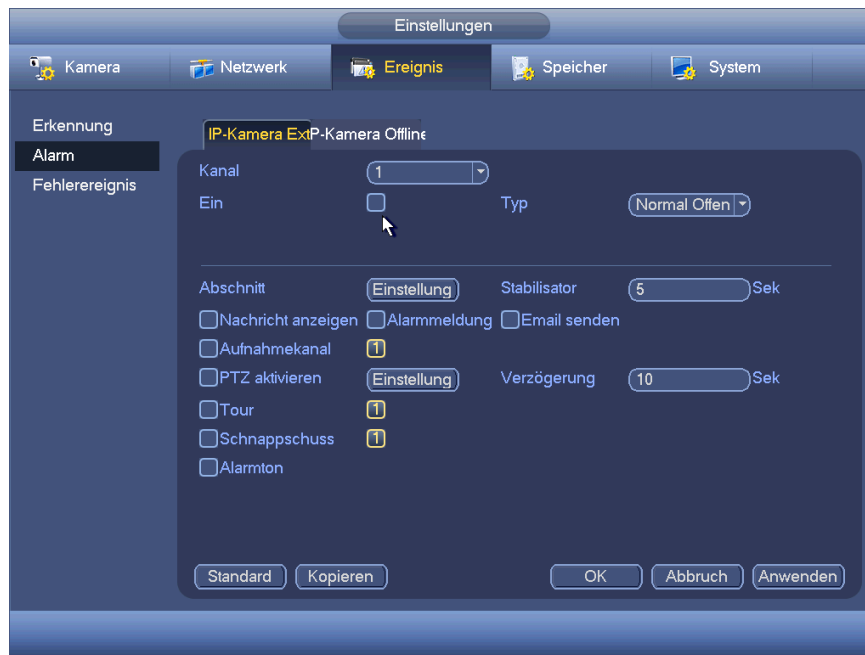 Einstellungen
Kamera Netzwerk Ereignis Speicher System
Erkennung
Alarm
Fehlerereignis
IP-Kamera Ext P-Kamera Offline
Kanal 1
Ein Typ Normal Offen
Abschnitt Einstellung Stabilisator 5 Sek
Nachricht anzeigen Alarmmeldung Email senden
Aufnahmekanal 1
PTZ aktivieren Einstellung Verzögerung 10 Sek
Tour 1
Schnappschuss 1
Alarmton
Standard Kopieren OK Abbruch Anwenden